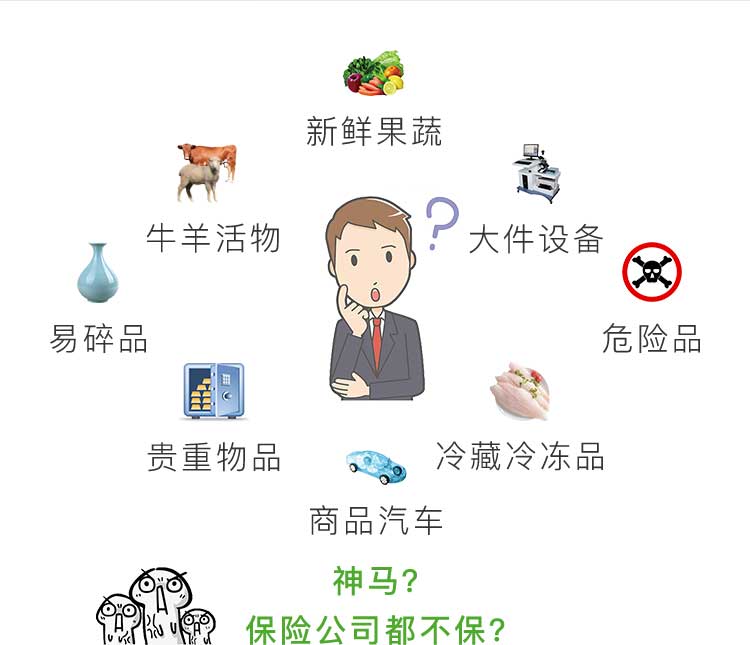 新鲜果蔬
牛羊活物
大件设备
易碎品
危险品
贵重物品
冷藏冷冻品
商品汽车
神马?
保险公司都不保?